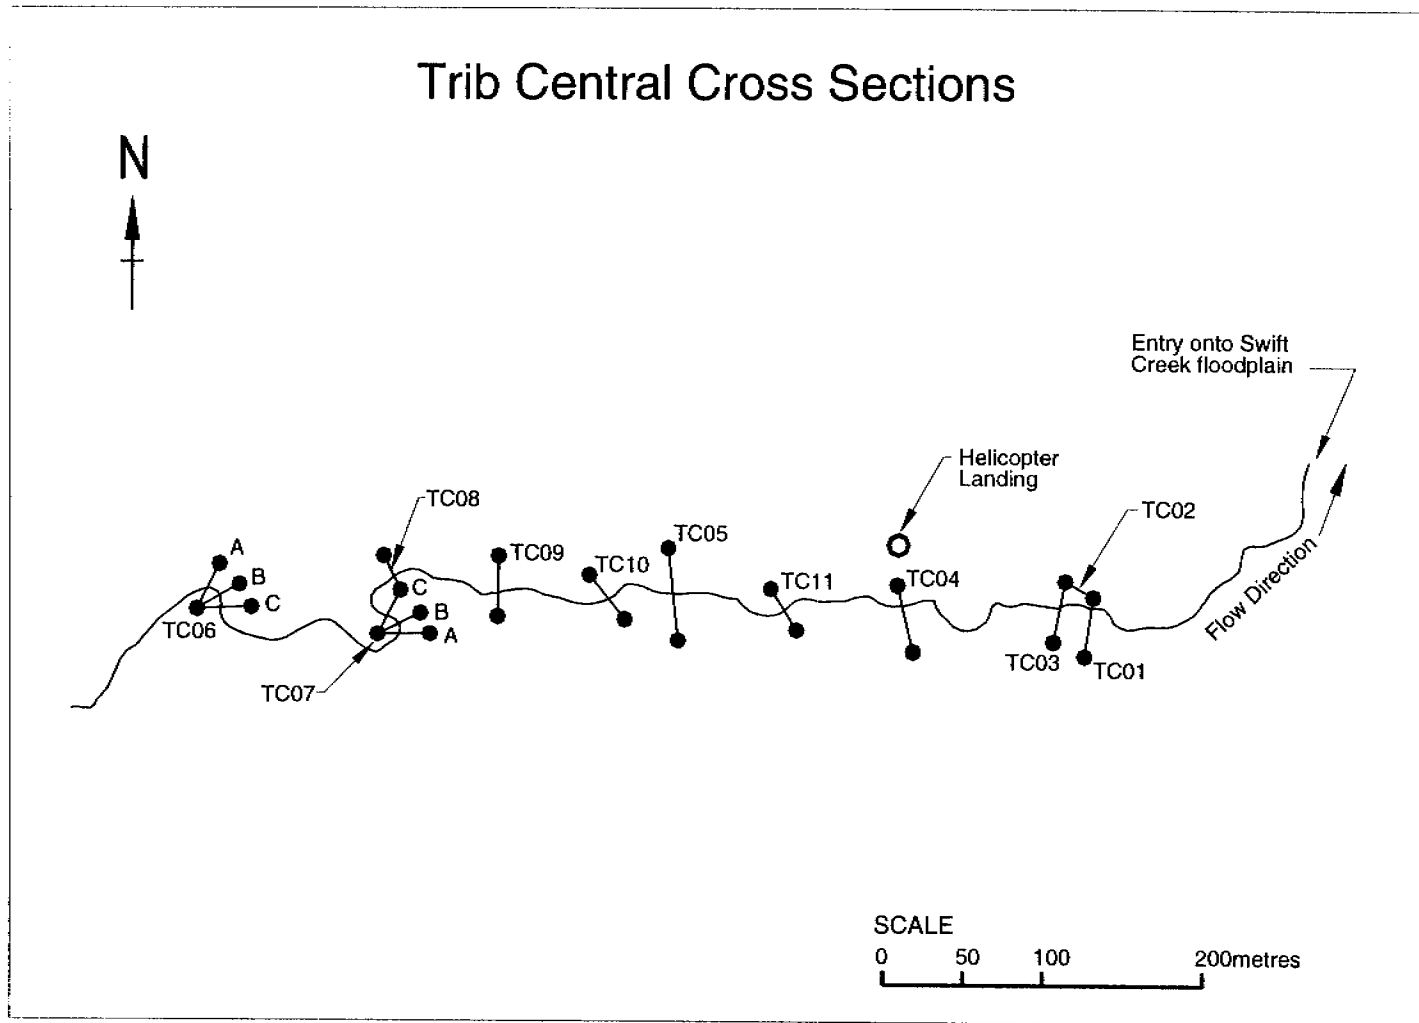 Trib Central Cross Sections
N
Entry onto Swift
Creek floodplain
Helicopter
Landing
TC08
TC02
A
B
C
TC06
TC09
TC10
TC05
TC11
TC04
C
B
A
TC07
TC03
TC01
Flow Direction
SCALE
0 50 100 200metres